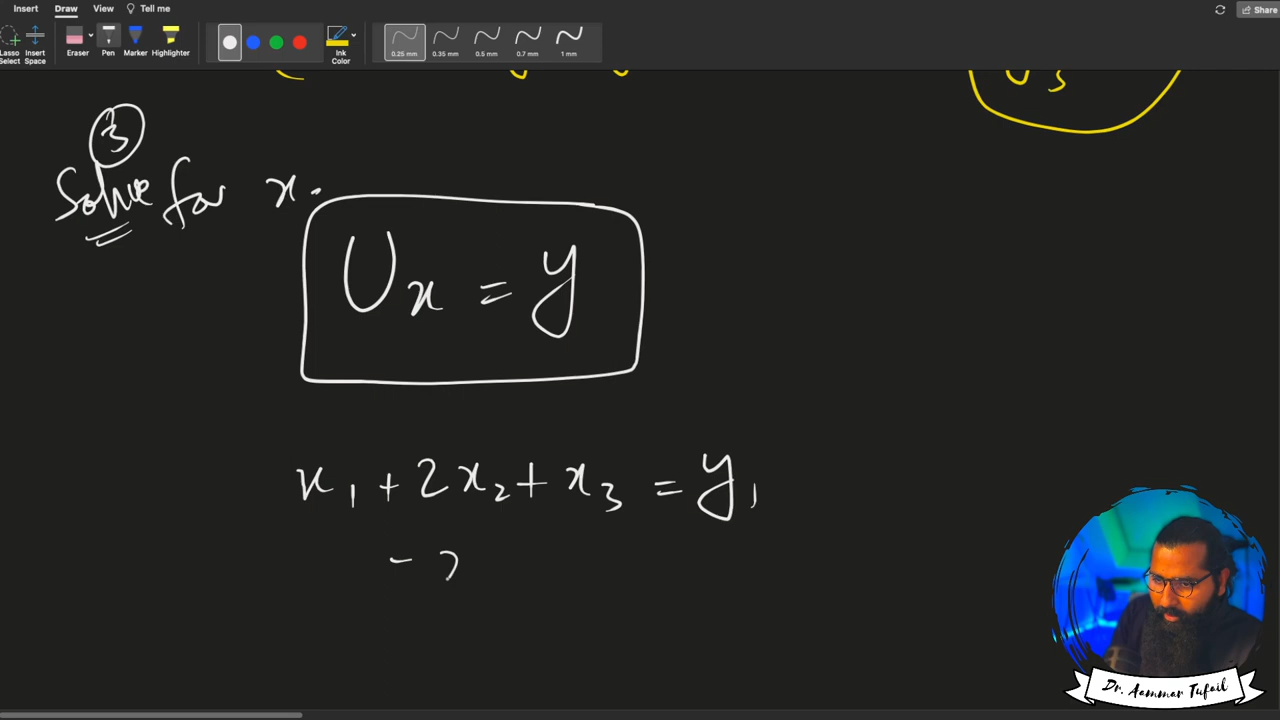 Insert Draw View Tell me Share
Lasso Select
Insert Space
Eraser
Pen
Marker
Highlighter
Ink Color
0.25 mm
0.35 mm
0.5 mm
0.7 mm
1 mm
3
Solve for x.
Ux = y
x₁ + 2x₂ + x₃ = y₁
-
Dr. Aammar Tufail